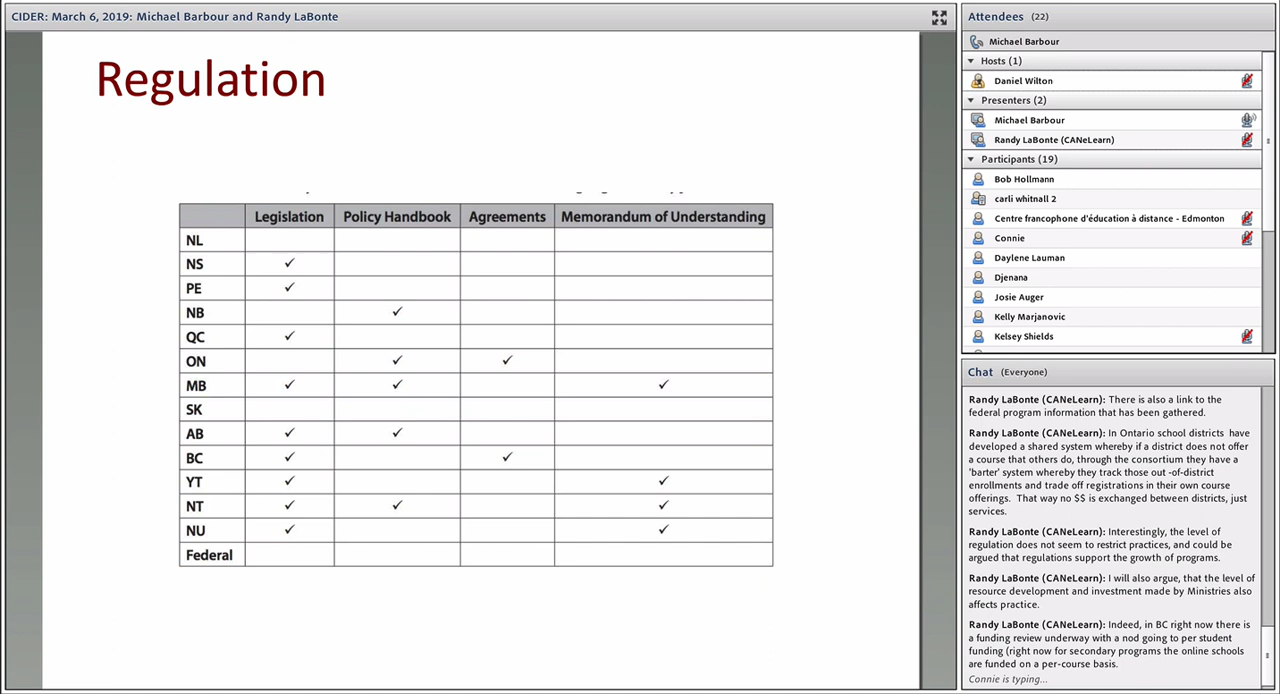 CIDER: March 6, 2019: Michael Barbour and Randy LaBonte
Regulation
Legislation Policy Handbook Agreements Memorandum of Understanding
NL
NS ✓
PE ✓
NB ✓
QC ✓
ON ✓ ✓
MB ✓ ✓ ✓
SK
AB ✓ ✓
BC ✓ ✓
YT ✓ ✓
NT ✓ ✓ ✓
NU ✓ ✓
Federal
Attendees (22)
Michael Barbour
Hosts (1)
Daniel Wilton
Presenters (2)
Michael Barbour
Randy LaBonte (CANeLearn)
Participants (19)
Bob Hollmann
carli whitnall 2
Centre francophone d'éducation à distance - Edmonton
Connie
Daylene Lauman
Djenana
Josie Auger
Kelly Marjanovic
Kelsey Shields
Chat (Everyone)
Randy LaBonte (CANeLearn): There is also a link to the
federal program information that has been gathered.
Randy LaBonte (CANeLearn): In Ontario school districts have
developed a shared system whereby if a district does not offer
a course that others do, through the consortium they have a
'barter' system whereby they track those out -of-district
enrollments and trade off registrations in their own course
offerings. That way no $$ is exchanged between districts, just
services.
Randy LaBonte (CANeLearn): Interestingly, the level of
regulation does not seem to restrict practices, and could be
argued that regulations support the growth of programs.
Randy LaBonte (CANeLearn): I will also argue, that the level of
resource development and investment made by Ministries also
affects practice.
Randy LaBonte (CANeLearn): Indeed, in BC right now there is
a funding review underway with a nod going to per student
funding (right now for secondary programs the online schools
are funded on a per-course basis.
Connie is typing...